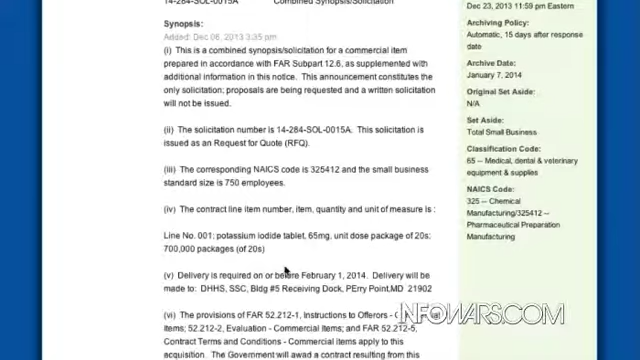 14-284-SOL-0015A
Combined Synopsis/Solicitation
Synopsis:
Added: Dec 06, 2013 3:35 pm
(i) This is a combined synopsis/solicitation for a commercial item
prepared in accordance with FAR Subpart 12.6, as supplemented with
additional information in this notice. This announcement constitutes the
only solicitation; proposals are being requested and a written solicitation
will not be issued.
(ii) The solicitation number is 14-284-SOL-0015A. This solicitation is
issued as an Request for Quote (RFQ).
(iii) The corresponding NAICS code is 325412 and the small business
standard size is 750 employees.
(iv) The contract line item number, item, quantity and unit of measure is :
Line No. 001; potassium iodide tablet, 65mg, unit dose package of 20s;
700,000 packages (of 20s)
(v) Delivery is required on or before February 1, 2014. Delivery will be
made to: DHHS, SSC, Bldg #5 Receiving Dock, PErry Point,MD 21902
(vi) The provisions of FAR 52.212-1, Instructions to Offerors -
Items; 52.212-2, Evaluation - Commercial Items; and FAR 52.212-5,
Contract Terms and Conditions - Commercial Items apply to this
acquisition. The Government will award a contract resulting from this
Dec 23, 2013 11:59 pm Eastern
Archiving Policy:
Automatic, 15 days after response
date
Archive Date:
January 7, 2014
Original Set Aside:
N/A
Set Aside:
Total Small Business
Classification Code:
65 -- Medical, dental & veterinary
equipment & supplies
NAICS Code:
325 -- Chemical
Manufacturing/325412 --
Pharmaceutical Preparation
Manufacturing
INFOWARS.COM